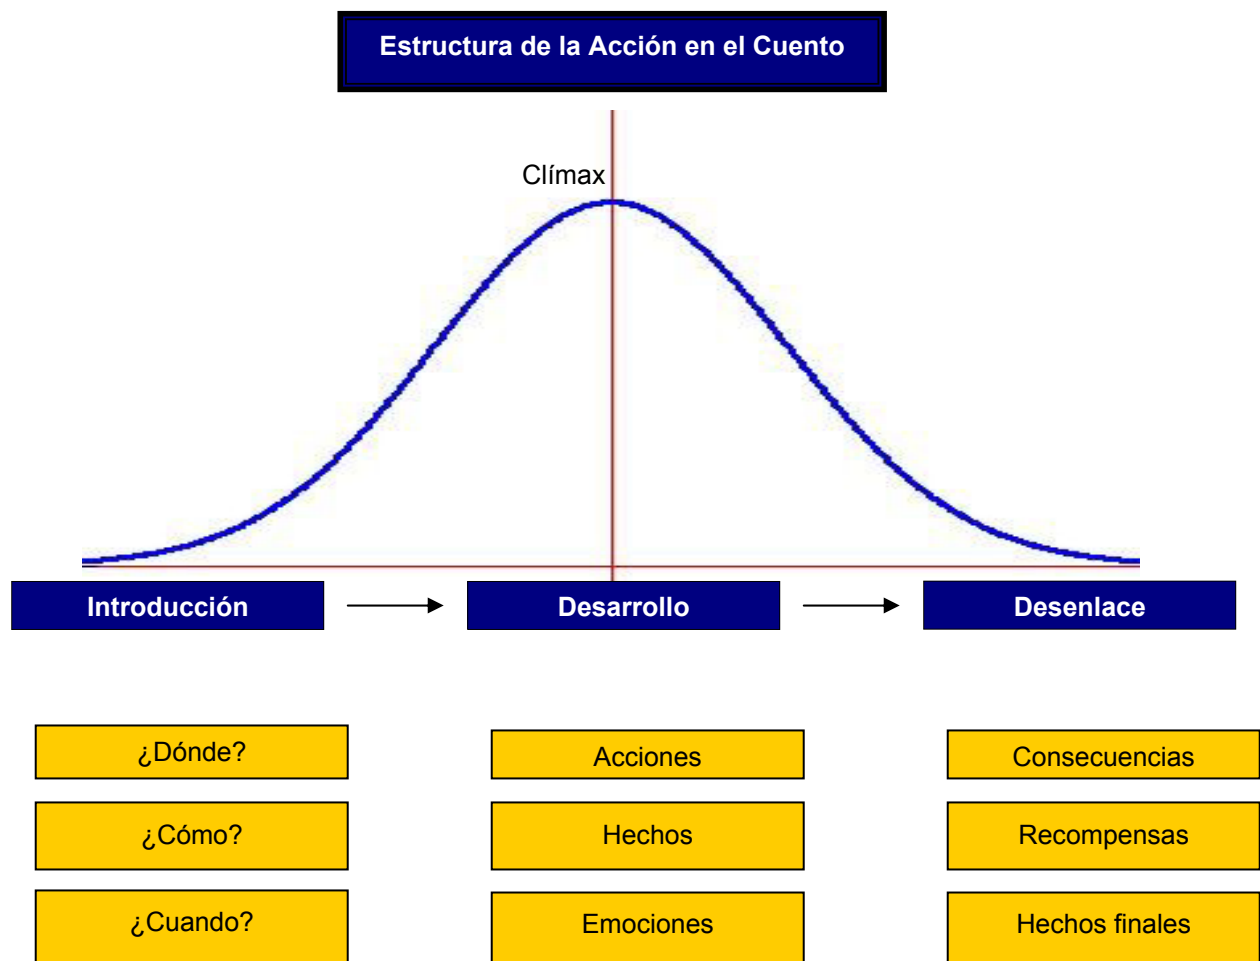 Estructura de la Acción en el Cuento
Clímax
Introducción
Desarrollo
Desenlace
¿Dónde?
Acciones
Consecuencias
¿Cómo?
Hechos
Recompensas
¿Cuando?
Emociones
Hechos finales